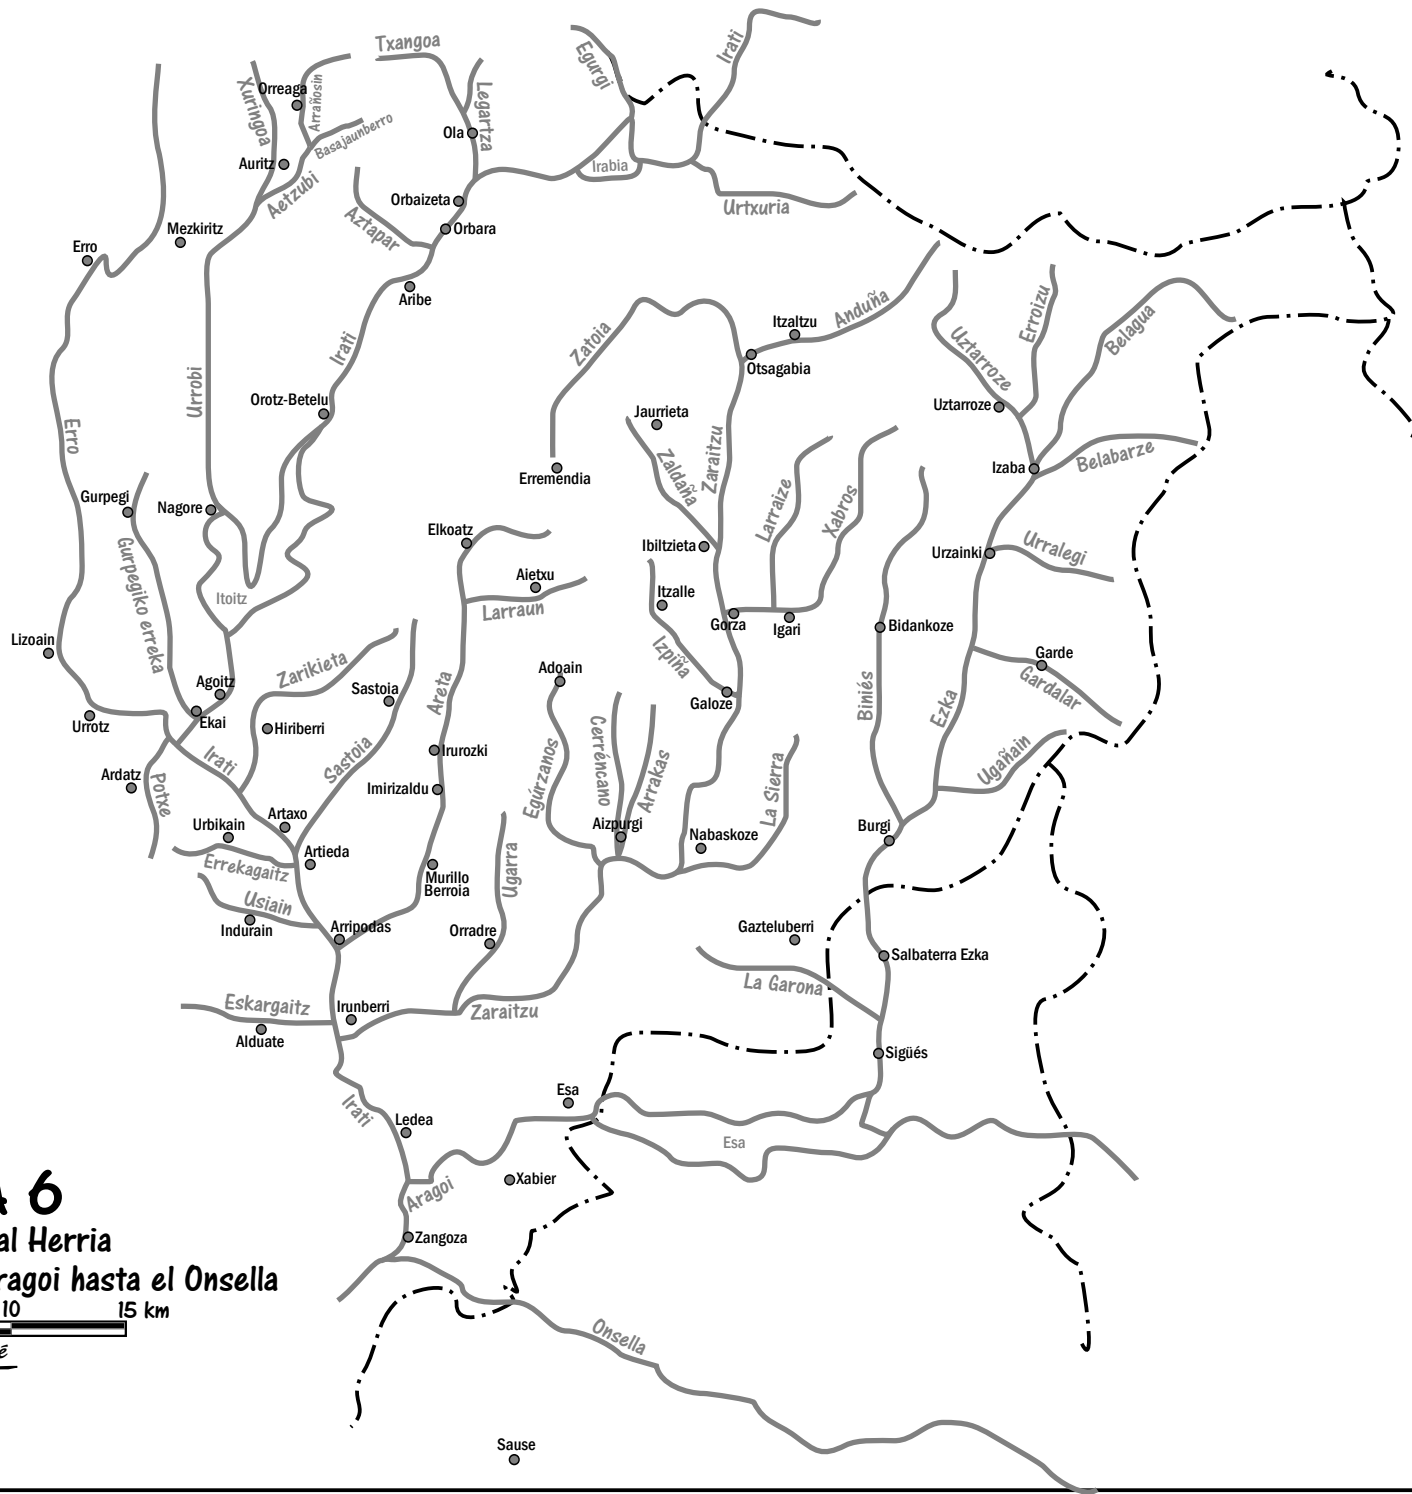 Txangoa
Egurgi
Irati
Xuringoa
Orreaga
Arrañosin
Legartza
Basajaunberro
Ola
Auritz
Irabia
Aetzubi
Orbaizeta
Urtxuria
Aztapar
Orbara
Mezkiritz
Erro
Aribe
Anduña
Itzaltzu
Erroizu
Belagua
Uztarroze
Zatoia
Irati
Otsagabia
Urrobi
Orotz-Betelu
Jaurrieta
Uztarroze
Erro
Zaraitzu
Izaba
Belabarze
Zaldaña
Erremendia
Gurpegi
Nagore
Larraize
Xabros
Elkoatz
Ibiltzieta
Urzainki
Urralegi
Aietxu
Itzalle
Itoitz
Larraun
Gurpegiko erreka
Gorza
Igari
Bidankoze
Lizoain
Izpiña
Garde
Zarikieta
Adoain
Gardalar
Agoitz
Sastoia
Areta
Galoze
Biniés
Ezka
Ekai
Urrotz
Hiriberri
Irurozki
Cerréncano
Irati
Sastoia
Egúrzanos
Arrakas
Ugañain
Ardatz
Potxe
Imirizaldu
La Sierra
Artaxo
Urbikain
Aizpurgi
Nabaskoze
Burgi
Artieda
Errekagaitz
Ugarra
Murillo
Berroia
Usiain
Indurain
Arripodas
Orradre
Gazteluberri
Salbaterra Ezka
La Garona
Eskargaitz
Irunberri
Zaraitzu
Alduate
Sigüés
Esa
Irati
Ledea
Esa
Xabier
Aragoi
6
al Herria
Zangoza
ragoi hasta el Onsella
10
15 km
Onsella
é
Sause